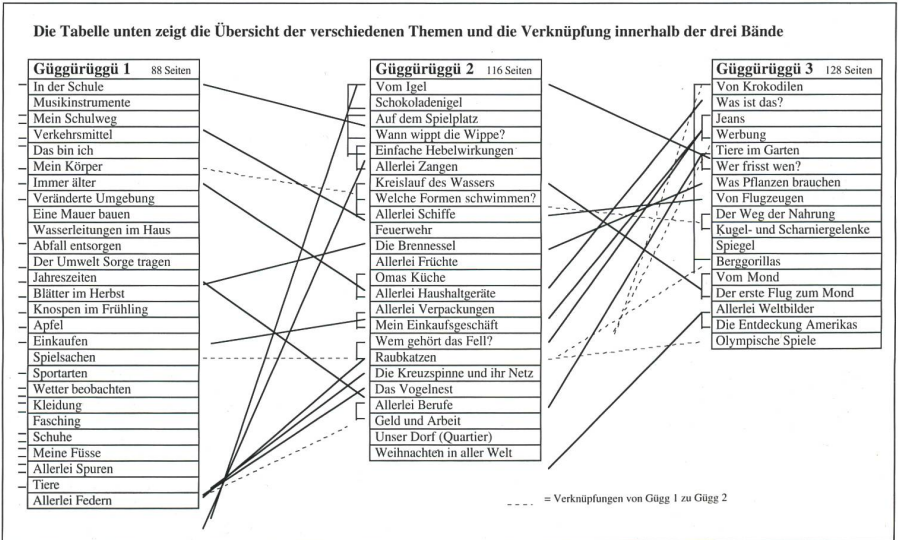 Die Tabelle unten zeigt die Übersicht der verschiedenen Themen und die Verknüpfung innerhalb der drei Bände
Güggürüggü 1 88 Seiten
In der Schule
Musikinstrumente
Mein Schulweg
Verkehrsmittel
Das bin ich
Mein Körper
Immer älter
Veränderte Umgebung
Eine Mauer bauen
Wasserleitungen im Haus
Abfall entsorgen
Der Umwelt Sorge tragen
Jahreszeiten
Blätter im Herbst
Knospen im Frühling
Apfel
Einkaufen
Spielsachen
Sportarten
Wetter beobachten
Kleidung
Fasching
Schuhe
Meine Füsse
Allerlei Spuren
Tiere
Allerlei Federn
Güggürüggü 2 116 Seiten
Vom Igel
Schokoladenigel
Auf dem Spielplatz
Wann wippt die Wippe?
Einfache Hebelwirkungen
Allerlei Zangen
Kreislauf des Wassers
Welche Formen schwimmen?
Allerlei Schiffe
Feuerwehr
Die Brennessel
Allerlei Früchte
Omas Küche
Allerlei Haushaltgeräte
Allerlei Verpackungen
Mein Einkaufsgeschäft
Wem gehört das Fell?
Raubkatzen
Die Kreuzspinne und ihr Netz
Das Vogelnest
Allerlei Berufe
Geld und Arbeit
Unser Dorf (Quartier)
Weihnachten in aller Welt
Güggürüggü 3 128 Seiten
Von Krokodilen
Was ist das?
Jeans
Werbung
Tiere im Garten
Wer frisst wen?
Was Pflanzen brauchen
Von Flugzeugen
Der Weg der Nahrung
Kugel- und Scharniergelenke
Spiegel
Berggorillas
Vom Mond
Der erste Flug zum Mond
Allerlei Weltbilder
Die Entdeckung Amerikas
Olympische Spiele
= Verknüpfungen von Gügg 1 zu Gügg 2